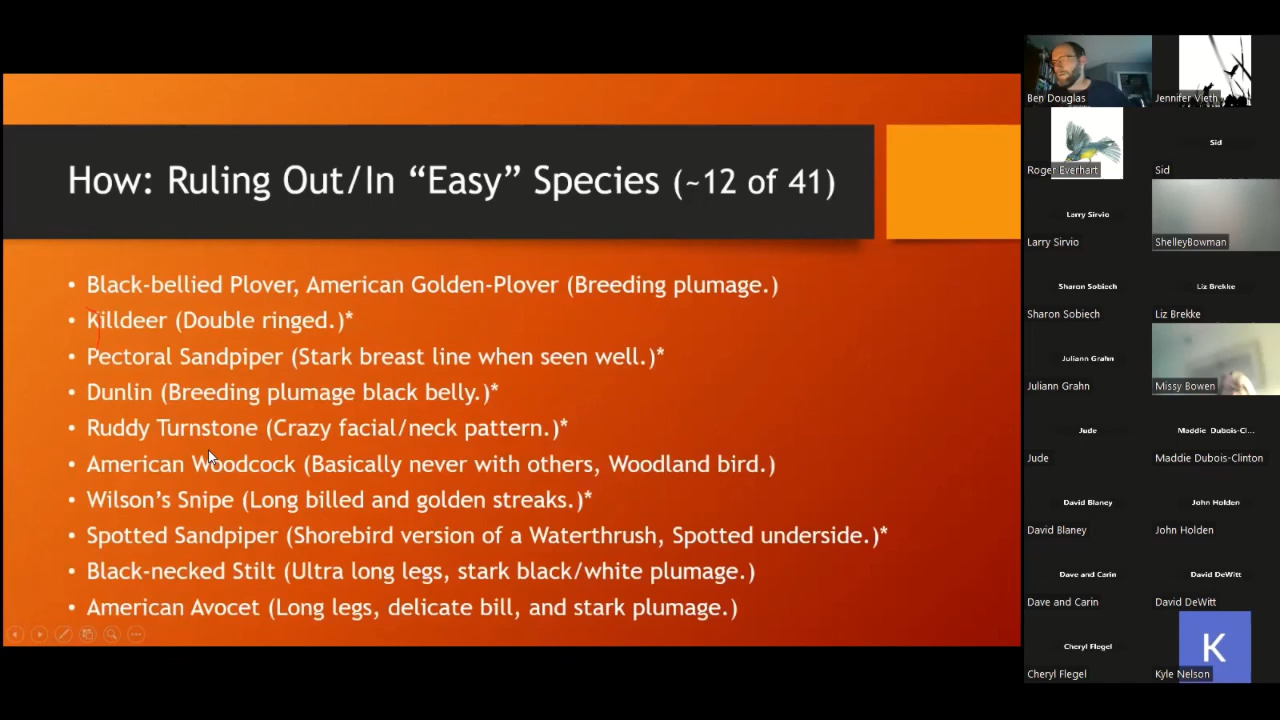 How: Ruling Out/In “Easy” Species (~12 of 41)
• Black-bellied Plover, American Golden-Plover (Breeding plumage.)
• Killdeer (Double ringed.)*
• Pectoral Sandpiper (Stark breast line when seen well.)*
• Dunlin (Breeding plumage black belly.)*
• Ruddy Turnstone (Crazy facial/neck pattern.)*
• American Woodcock (Basically never with others, Woodland bird.)
• Wilson’s Snipe (Long billed and golden streaks.)*
• Spotted Sandpiper (Shorebird version of a Waterthrush, Spotted underside.)*
• Black-necked Stilt (Ultra long legs, stark black/white plumage.)
• American Avocet (Long legs, delicate bill, and stark plumage.)
Ben Douglas
Jennifer Vieth
Roger Everhart
Sid
Sid
Larry Sirvio
Larry Sirvio
ShelleyBowman
Sharon Sobiech
Sharon Sobiech
Liz Brekke
Liz Brekke
Juliann Grahn
Juliann Grahn
Missy Bowen
Jude
Jude
Maddie Dubois-Cl...
Maddie Dubois-Clinton
David Blaney
David Blaney
John Holden
John Holden
Dave and Carin
Dave and Carin
David DeWitt
David DeWitt
Cheryl Flegel
Cheryl Flegel
K
Kyle Nelson